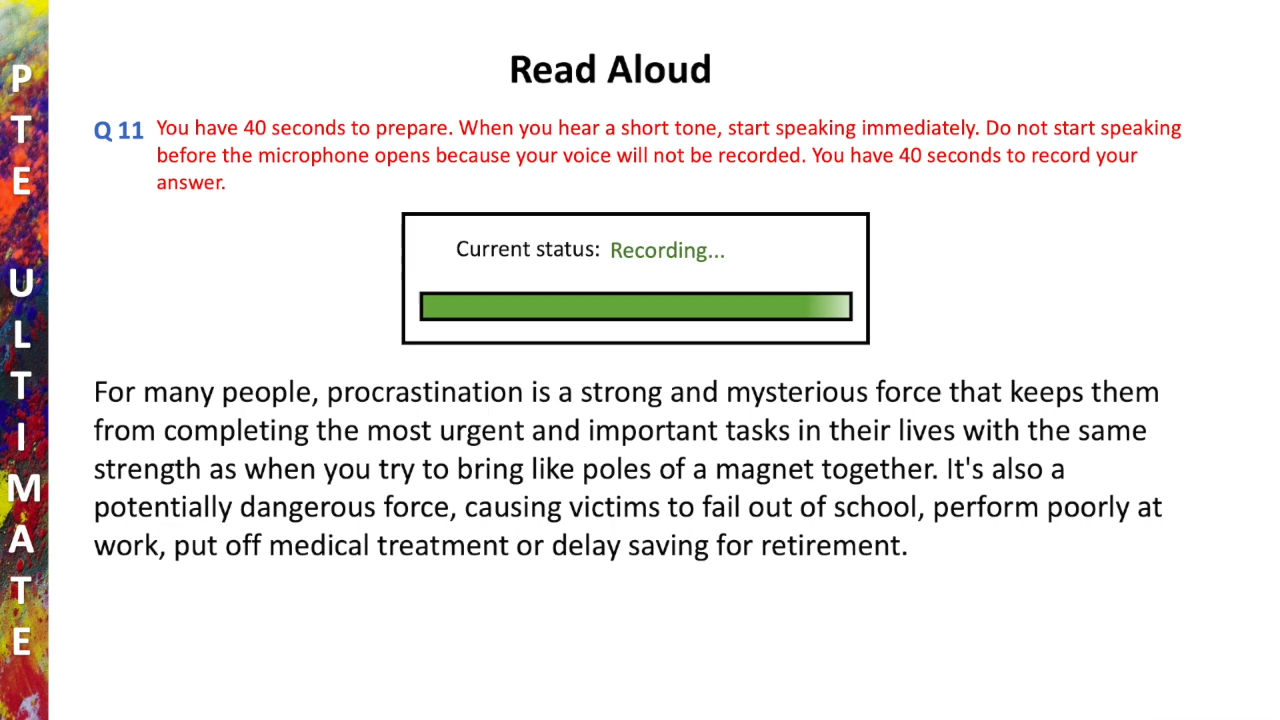 PTE ULTIMATE
Read Aloud
Q 11 You have 40 seconds to prepare. When you hear a short tone, start speaking immediately. Do not start speaking
before the microphone opens because your voice will not be recorded. You have 40 seconds to record your
answer.
Current status: Recording...
For many people, procrastination is a strong and mysterious force that keeps them
from completing the most urgent and important tasks in their lives with the same
strength as when you try to bring like poles of a magnet together. It's also a
potentially dangerous force, causing victims to fail out of school, perform poorly at
work, put off medical treatment or delay saving for retirement.